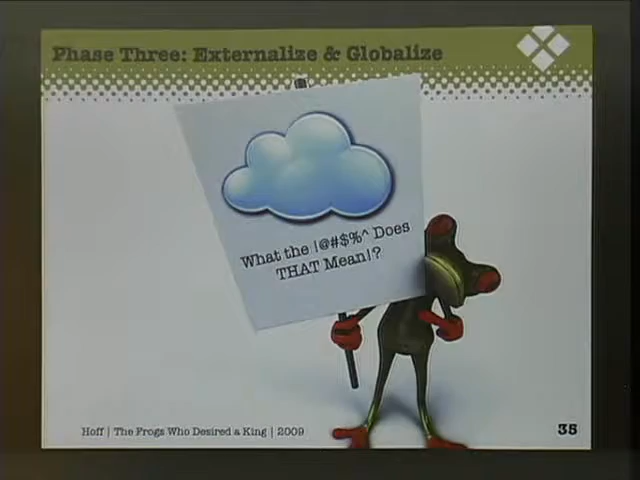 Phase Three: Externalize & Globalize
What the !@#$%^ Does
THAT Mean!?
Hoff | The Frogs Who Desired a King | 2009
35